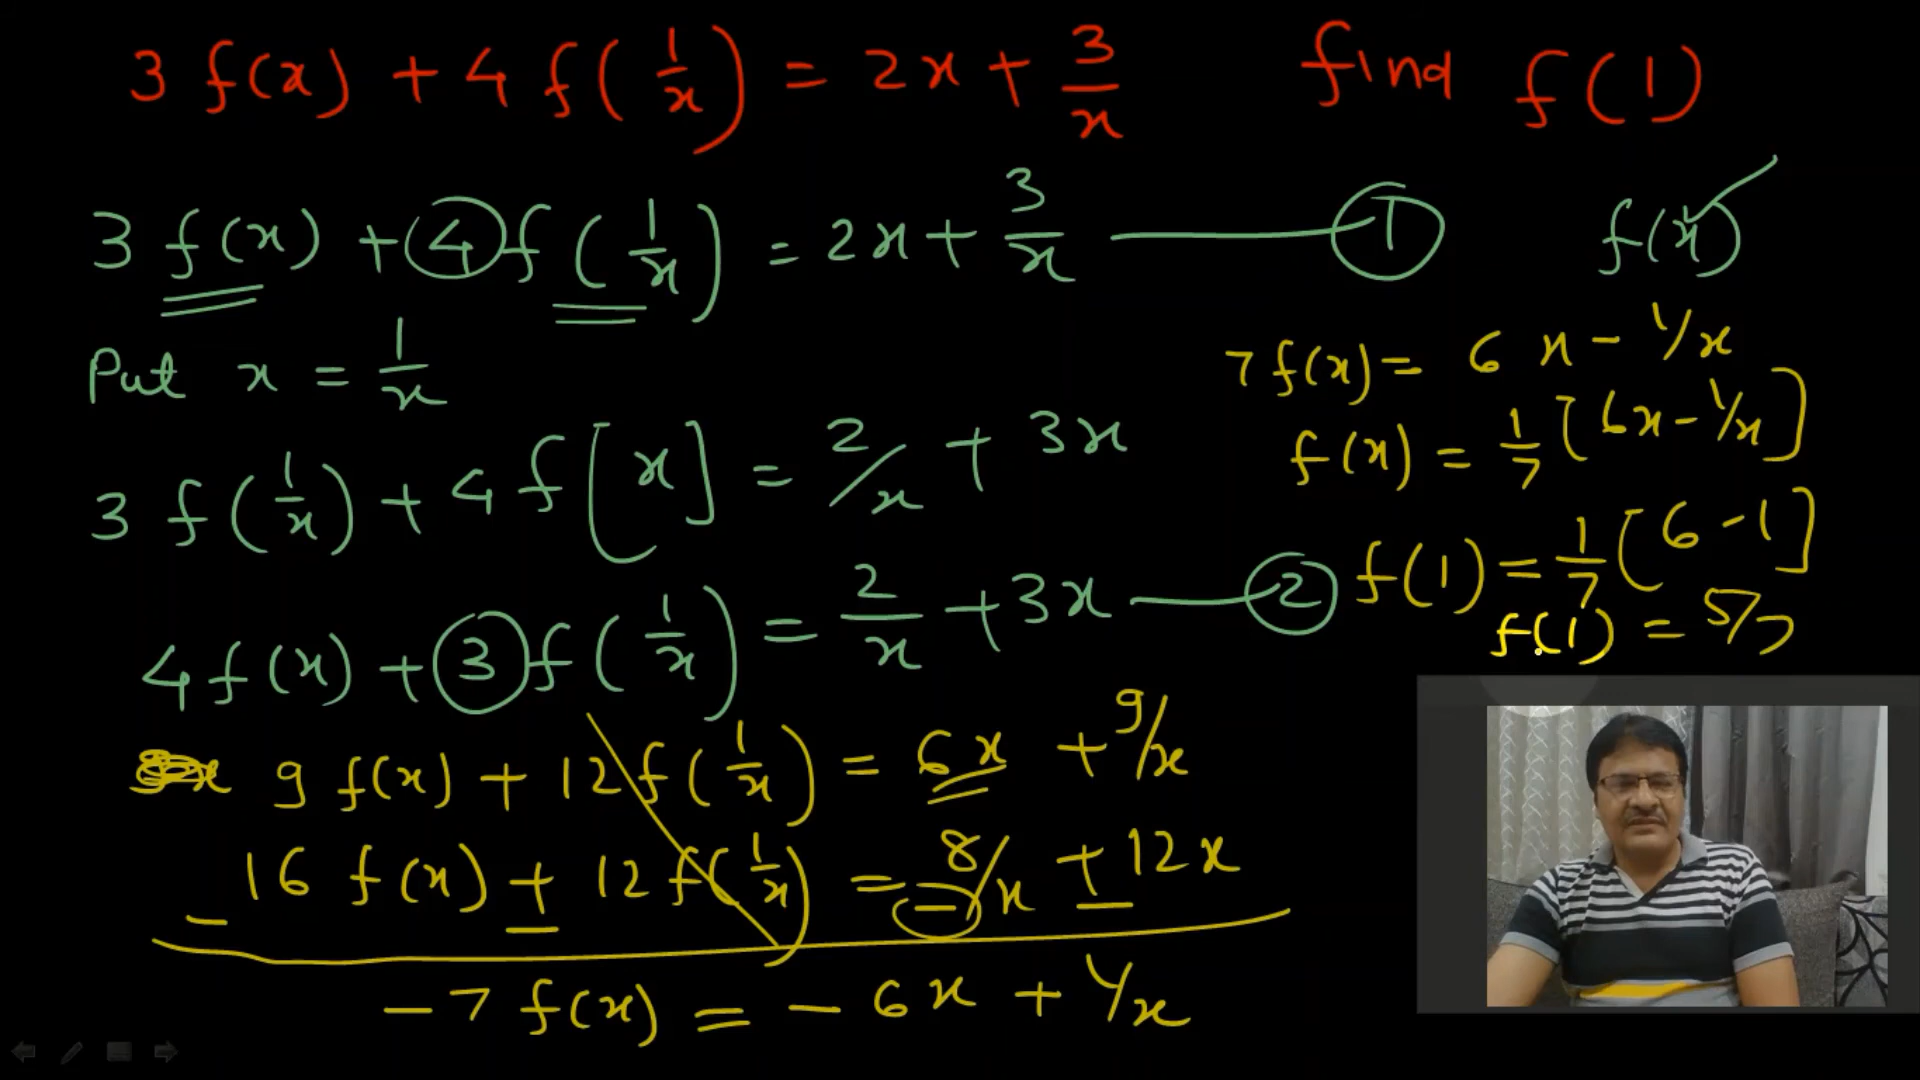 3 f(x) + 4 f(1/x) = 2x + 3/x find f(1)
3 f(x) + 4 f(1/x) = 2x + 3/x — 1
f(x)
Put x = 1/x
7 f(x) = 6 x - 1/x
f(x) = 1/7 [6x - 1/x]
3 f(1/x) + 4 f[x] = 2/x + 3x
f(1) = 1/7 [6 - 1]
4 f(x) + 3 f(1/x) = 2/x + 3x — 2
f(1) = 5/7
9 f(x) + 12 f(1/x) = 6x + 9/x
16 f(x) + 12 f(1/x) = 8/x + 12x
- - - -
-7 f(x) = - 6x + 1/x